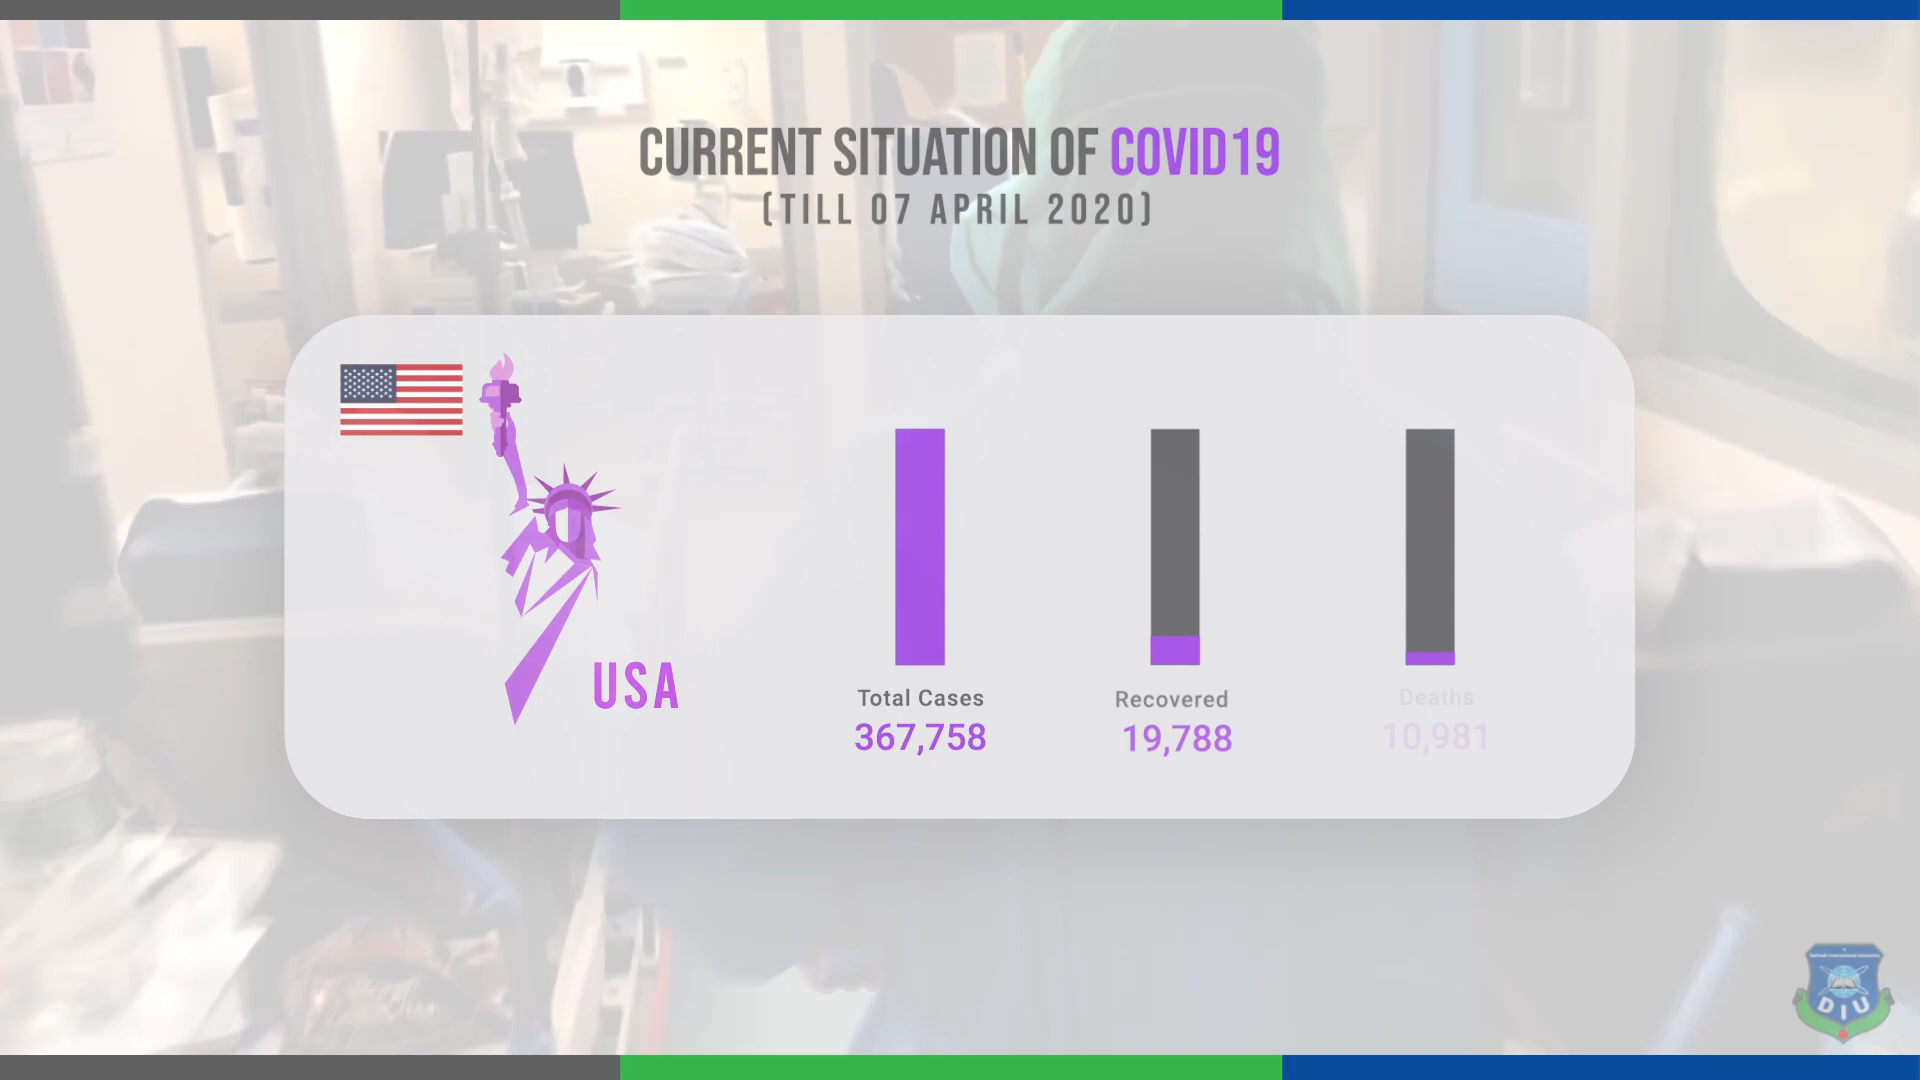 CURRENT SITUATION OF COVID19
(TILL 07 APRIL 2020)
USA
Total Cases
367,758
Recovered
19,788
Deaths
10,981
DIU